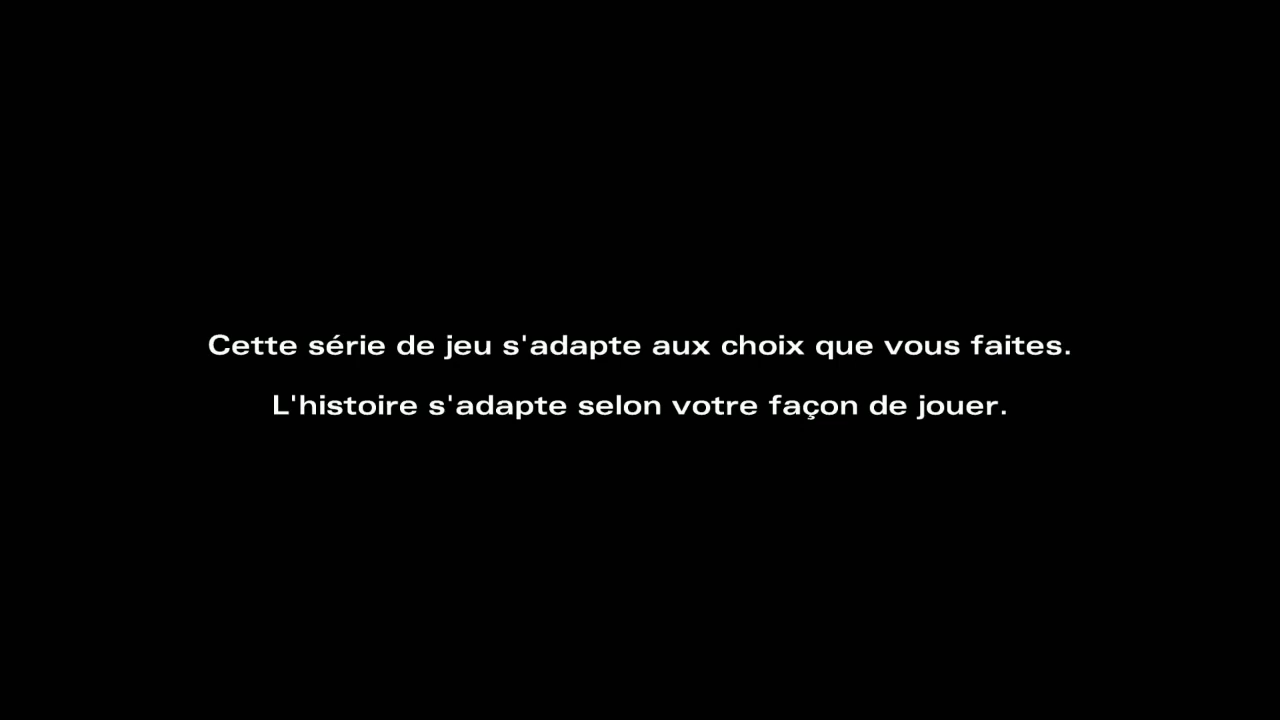 Cette série de jeu s'adapte aux choix que vous faites.
L'histoire s'adapte selon votre façon de jouer.